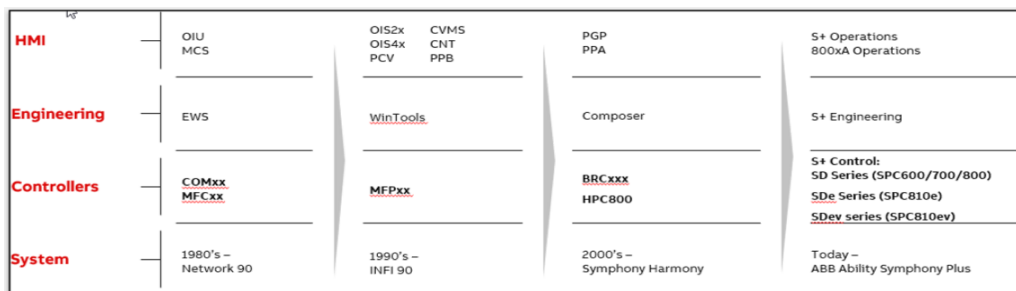 HMI
OIU
MCS
OIS2x CVMS
OIS4x CNT
PCV PPB
PGP
PPA
S+ Operations
800xA Operations
Engineering
EWS
WinTools
Composer
S+ Engineering
Controllers
COMxx
MFCxx
MFPxx
BRCxxx
HPC800
S+ Control:
SD Series (SPC600/700/800)
SDe Series (SPC810e)
SDev series (SPC810ev)
System
1980's –
Network 90
1990's –
INFI 90
2000's –
Symphony Harmony
Today –
ABB Ability Symphony Plus